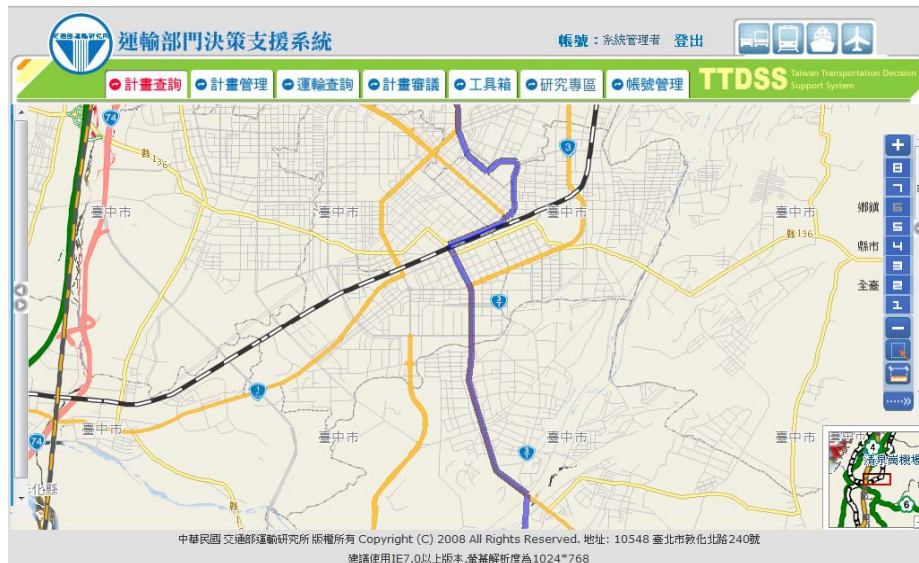 交通部運輸研究所
運輸部門決策支援系統
帳號：系統管理者 登出
計畫查詢 計畫管理 運輸查詢 計畫審議 工具箱 研究專區 帳號管理
TTDSS Taiwan Transportation Decision
Support System
74
3
縣 136
臺中市 臺中市 臺中市 臺中市
縣 136
3
1
臺中市 臺中市 臺中市 臺中市
74
3
化縣
+
8
7
鄉鎮 6
5
縣市 4
3
全臺 2
1
4
清泉崗機場
6
中華民國 交通部運輸研究所 版權所有 Copyright (C) 2008 All Rights Reserved. 地址: 10548 臺北市敦化北路240號
建議使用IE7.0以上版本,螢幕解析度為1024*768